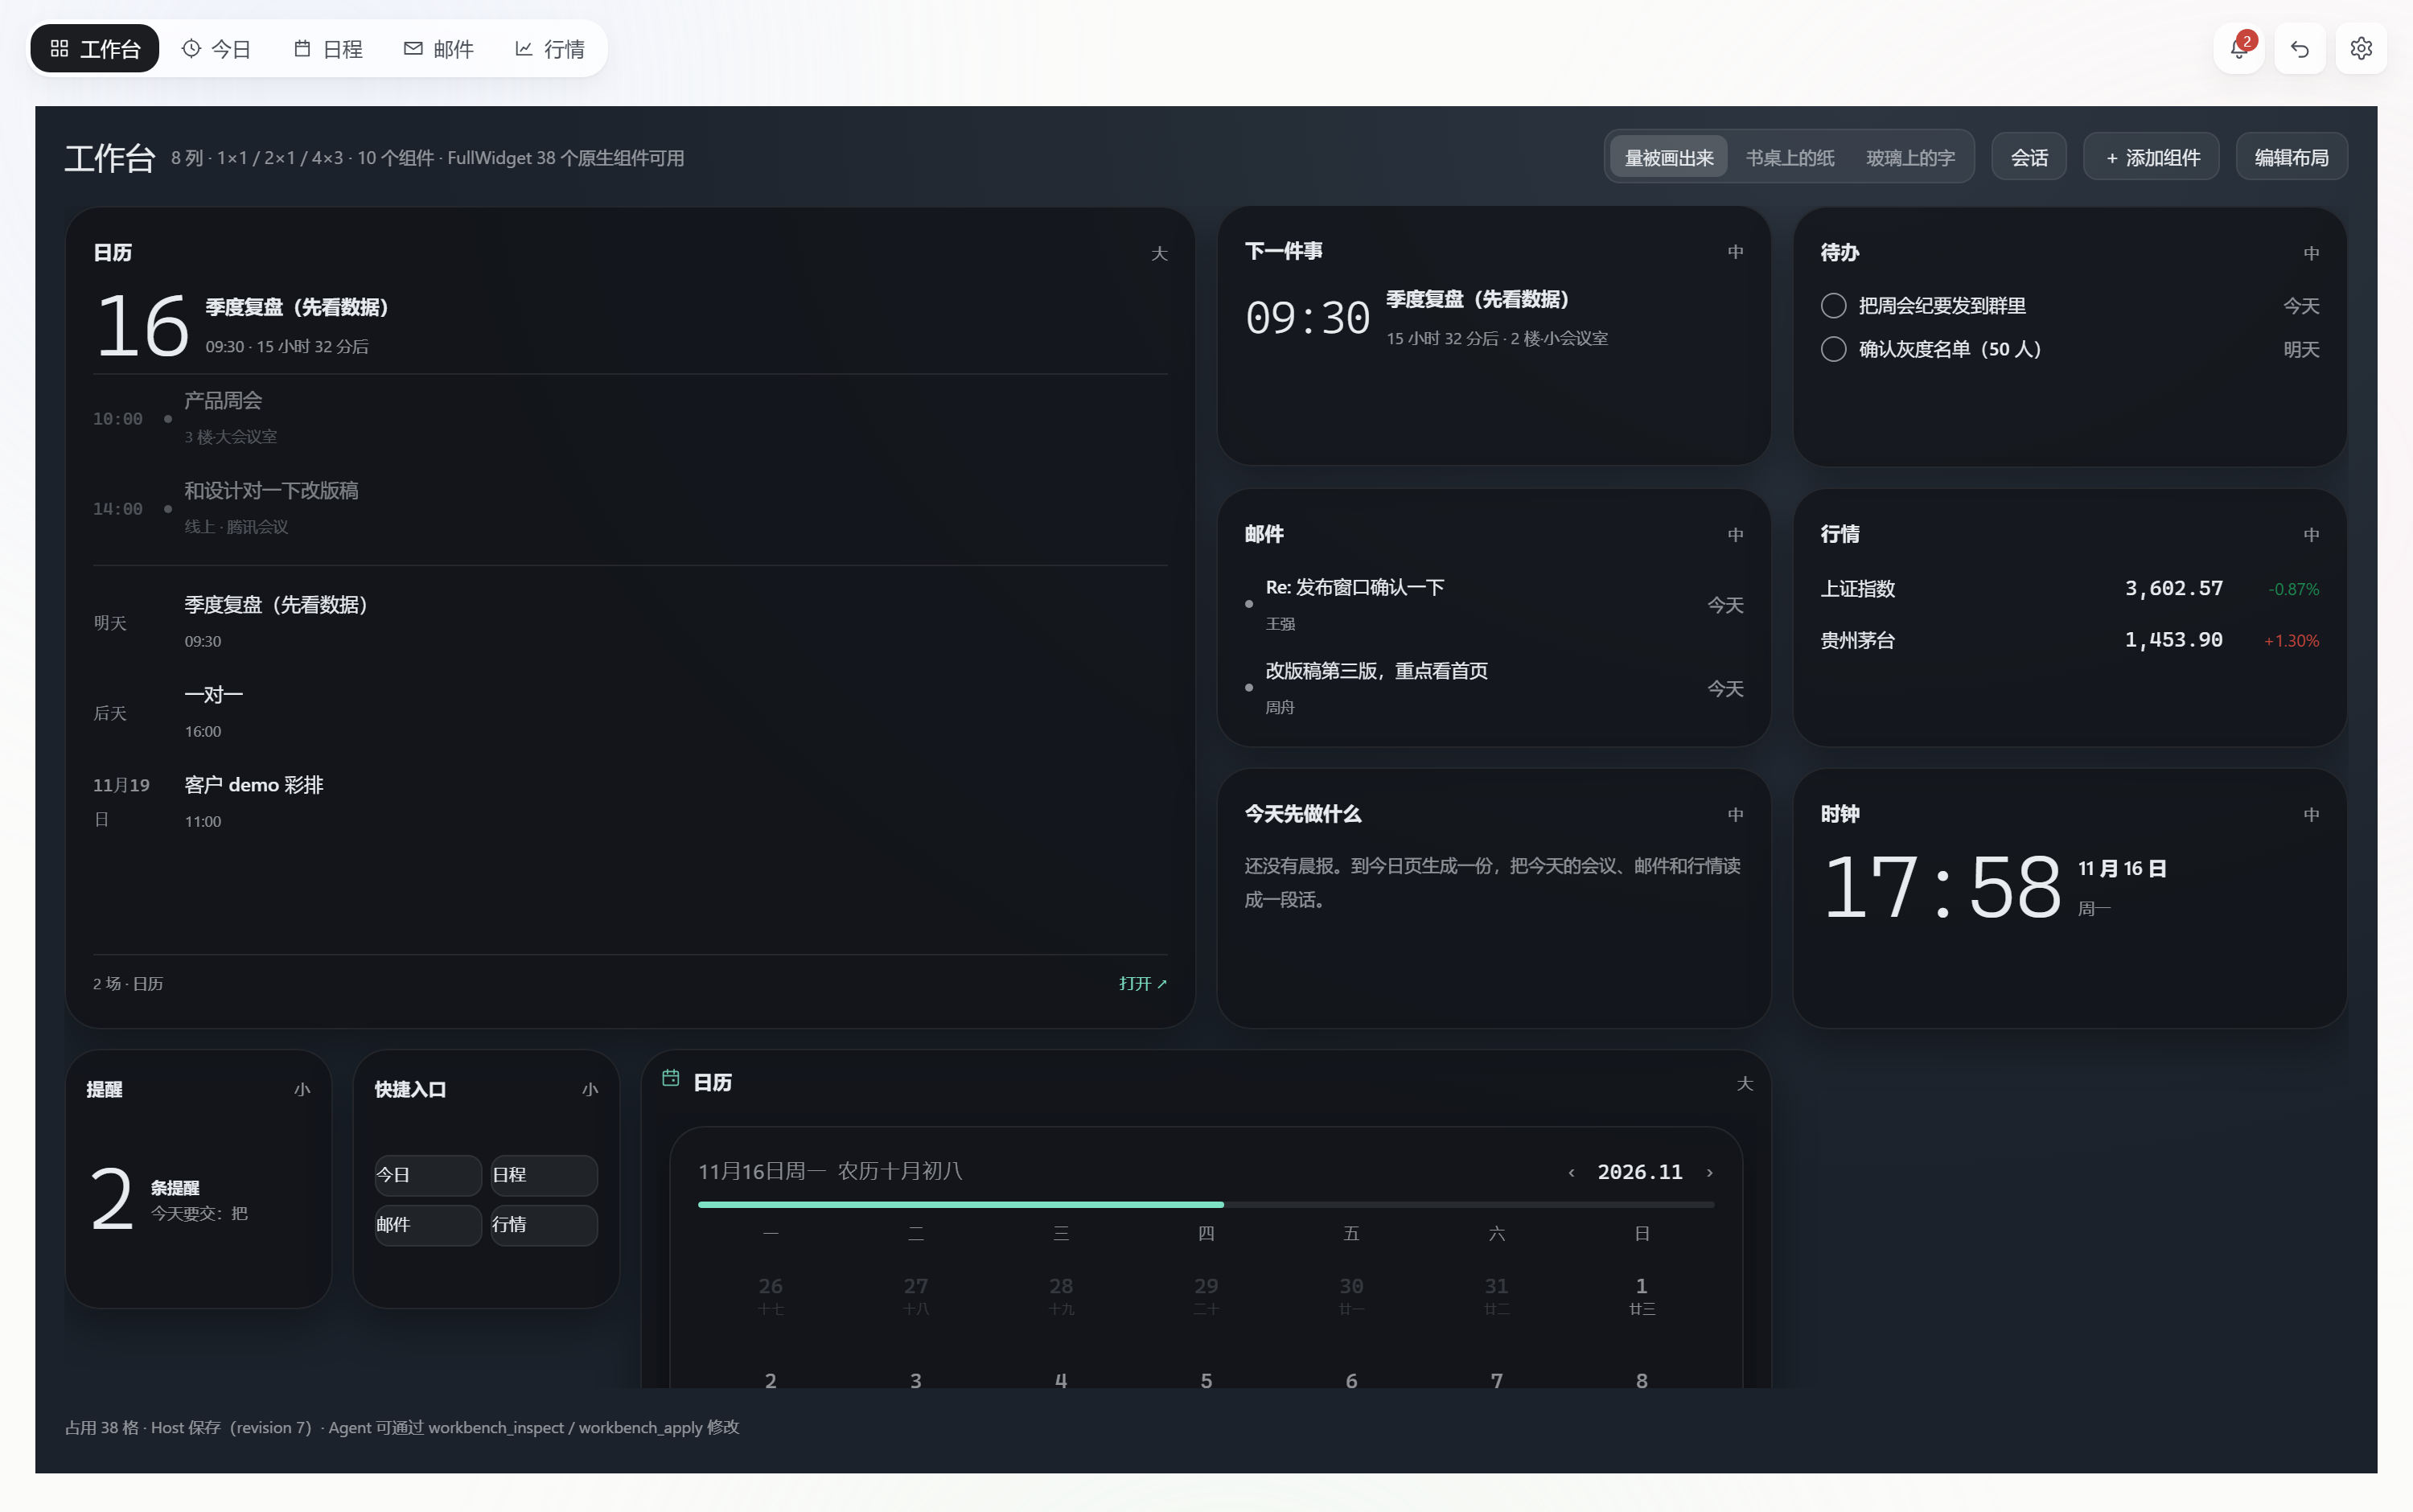 工作台 今日 日程 邮件 行情
2
工作台 8 列 · 1×1 / 2×1 / 4×3 · 10 个组件 · FullWidget 38 个原生组件可用
量被画出来 书桌上的纸 玻璃上的字 会话 + 添加组件 编辑布局
日历 大
16 季度复盘（先看数据）
09:30 · 15 小时 32 分后
10:00 产品周会
3 楼·大会议室
14:00 和设计对一下改版稿
线上 · 腾讯会议
明天 季度复盘（先看数据）
09:30
后天 一对一
16:00
11月19日 客户 demo 彩排
11:00
2 场 · 日历 打开 ↗
下一件事 中
09:30 季度复盘（先看数据）
15 小时 32 分后 · 2 楼·小会议室
待办 中
把周会纪要发到群里 今天
确认灰度名单（50 人） 明天
邮件 中
Re: 发布窗口确认一下 今天
王强
改版稿第三版，重点看首页 今天
周舟
行情 中
上证指数 3,602.57 -0.87%
贵州茅台 1,453.90 +1.30%
今天先做什么 中
还没有晨报。到今日页生成一份，把今天的会议、邮件和行情读
成一段话。
时钟 中
17:58 11 月 16 日
周一
提醒 小
2 条提醒
今天要交：把
快捷入口 小
今日 日程
邮件 行情
日历 大
11月16日周一 农历十月初八 ‹ 2026.11 ›
一 二 三 四 五 六 日
26 27 28 29 30 31 1
十七 十八 十九 二十 廿一 廿二 廿三
2 3 4 5 6 7 8
占用 38 格 · Host 保存（revision 7）· Agent 可通过 workbench_inspect / workbench_apply 修改